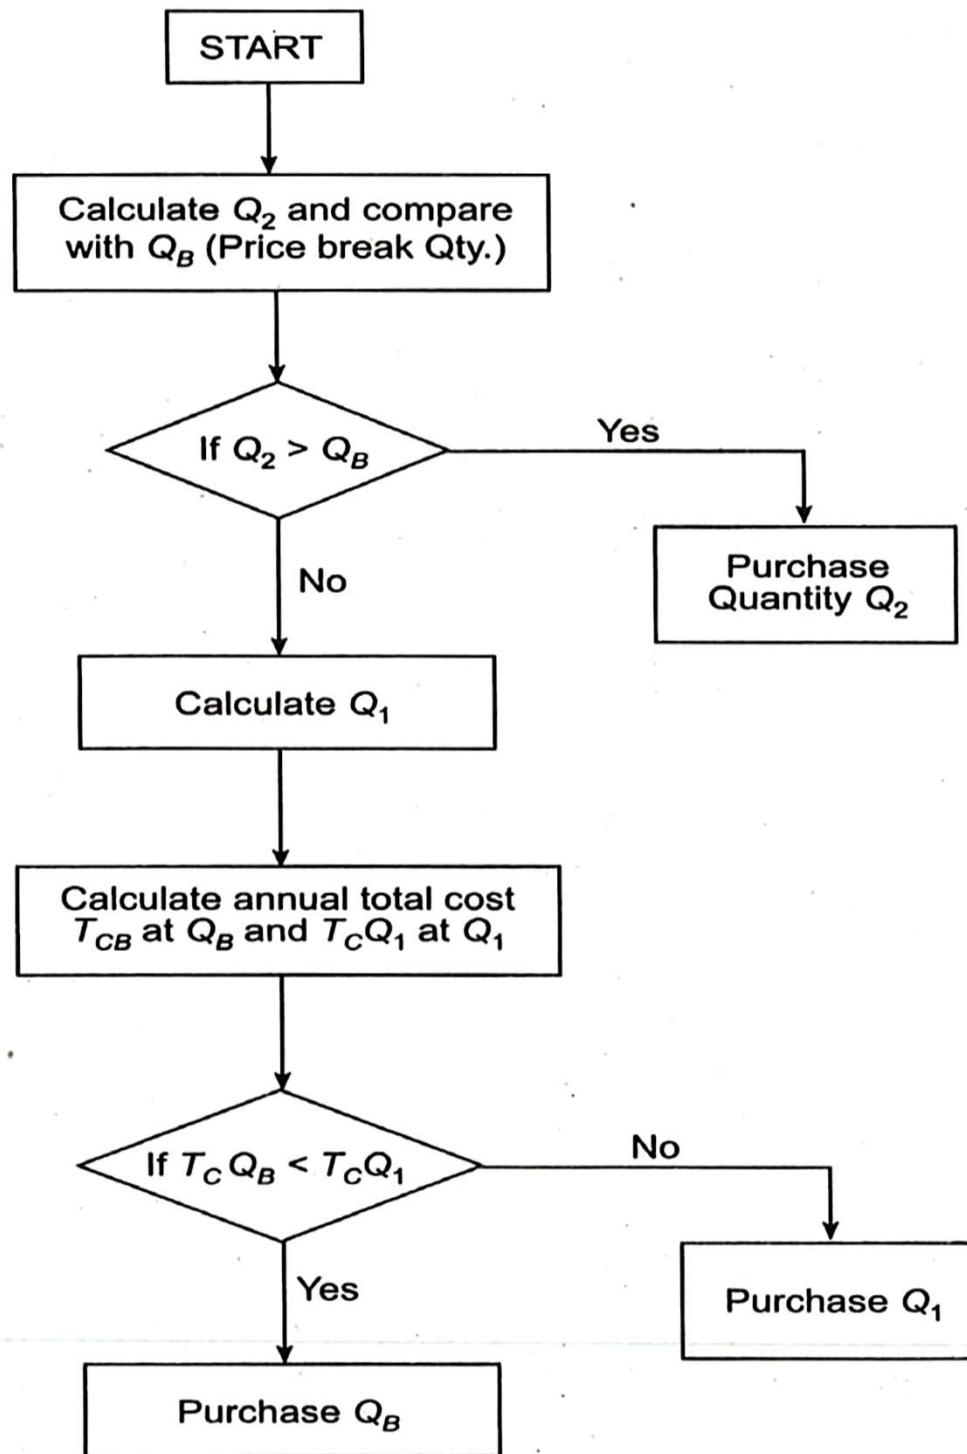 START
Calculate Q₂ and compare
with Q_B (Price break Qty.)
If Q₂ > Q_B
Yes
Purchase
Quantity Q₂
No
Calculate Q₁
Calculate annual total cost
T_CB at Q_B and T_CQ₁ at Q₁
If T_C Q_B < T_CQ₁
No
Purchase Q₁
Yes
Purchase Q_B